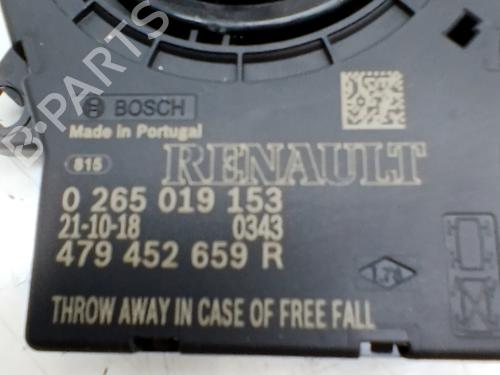 BOSCH
Made in Portugal
815
RENAULT
0 265 019 153
21-10-18 0343
479 452 659 R
THROW AWAY IN CASE OF FREE FALL
B-PARTS